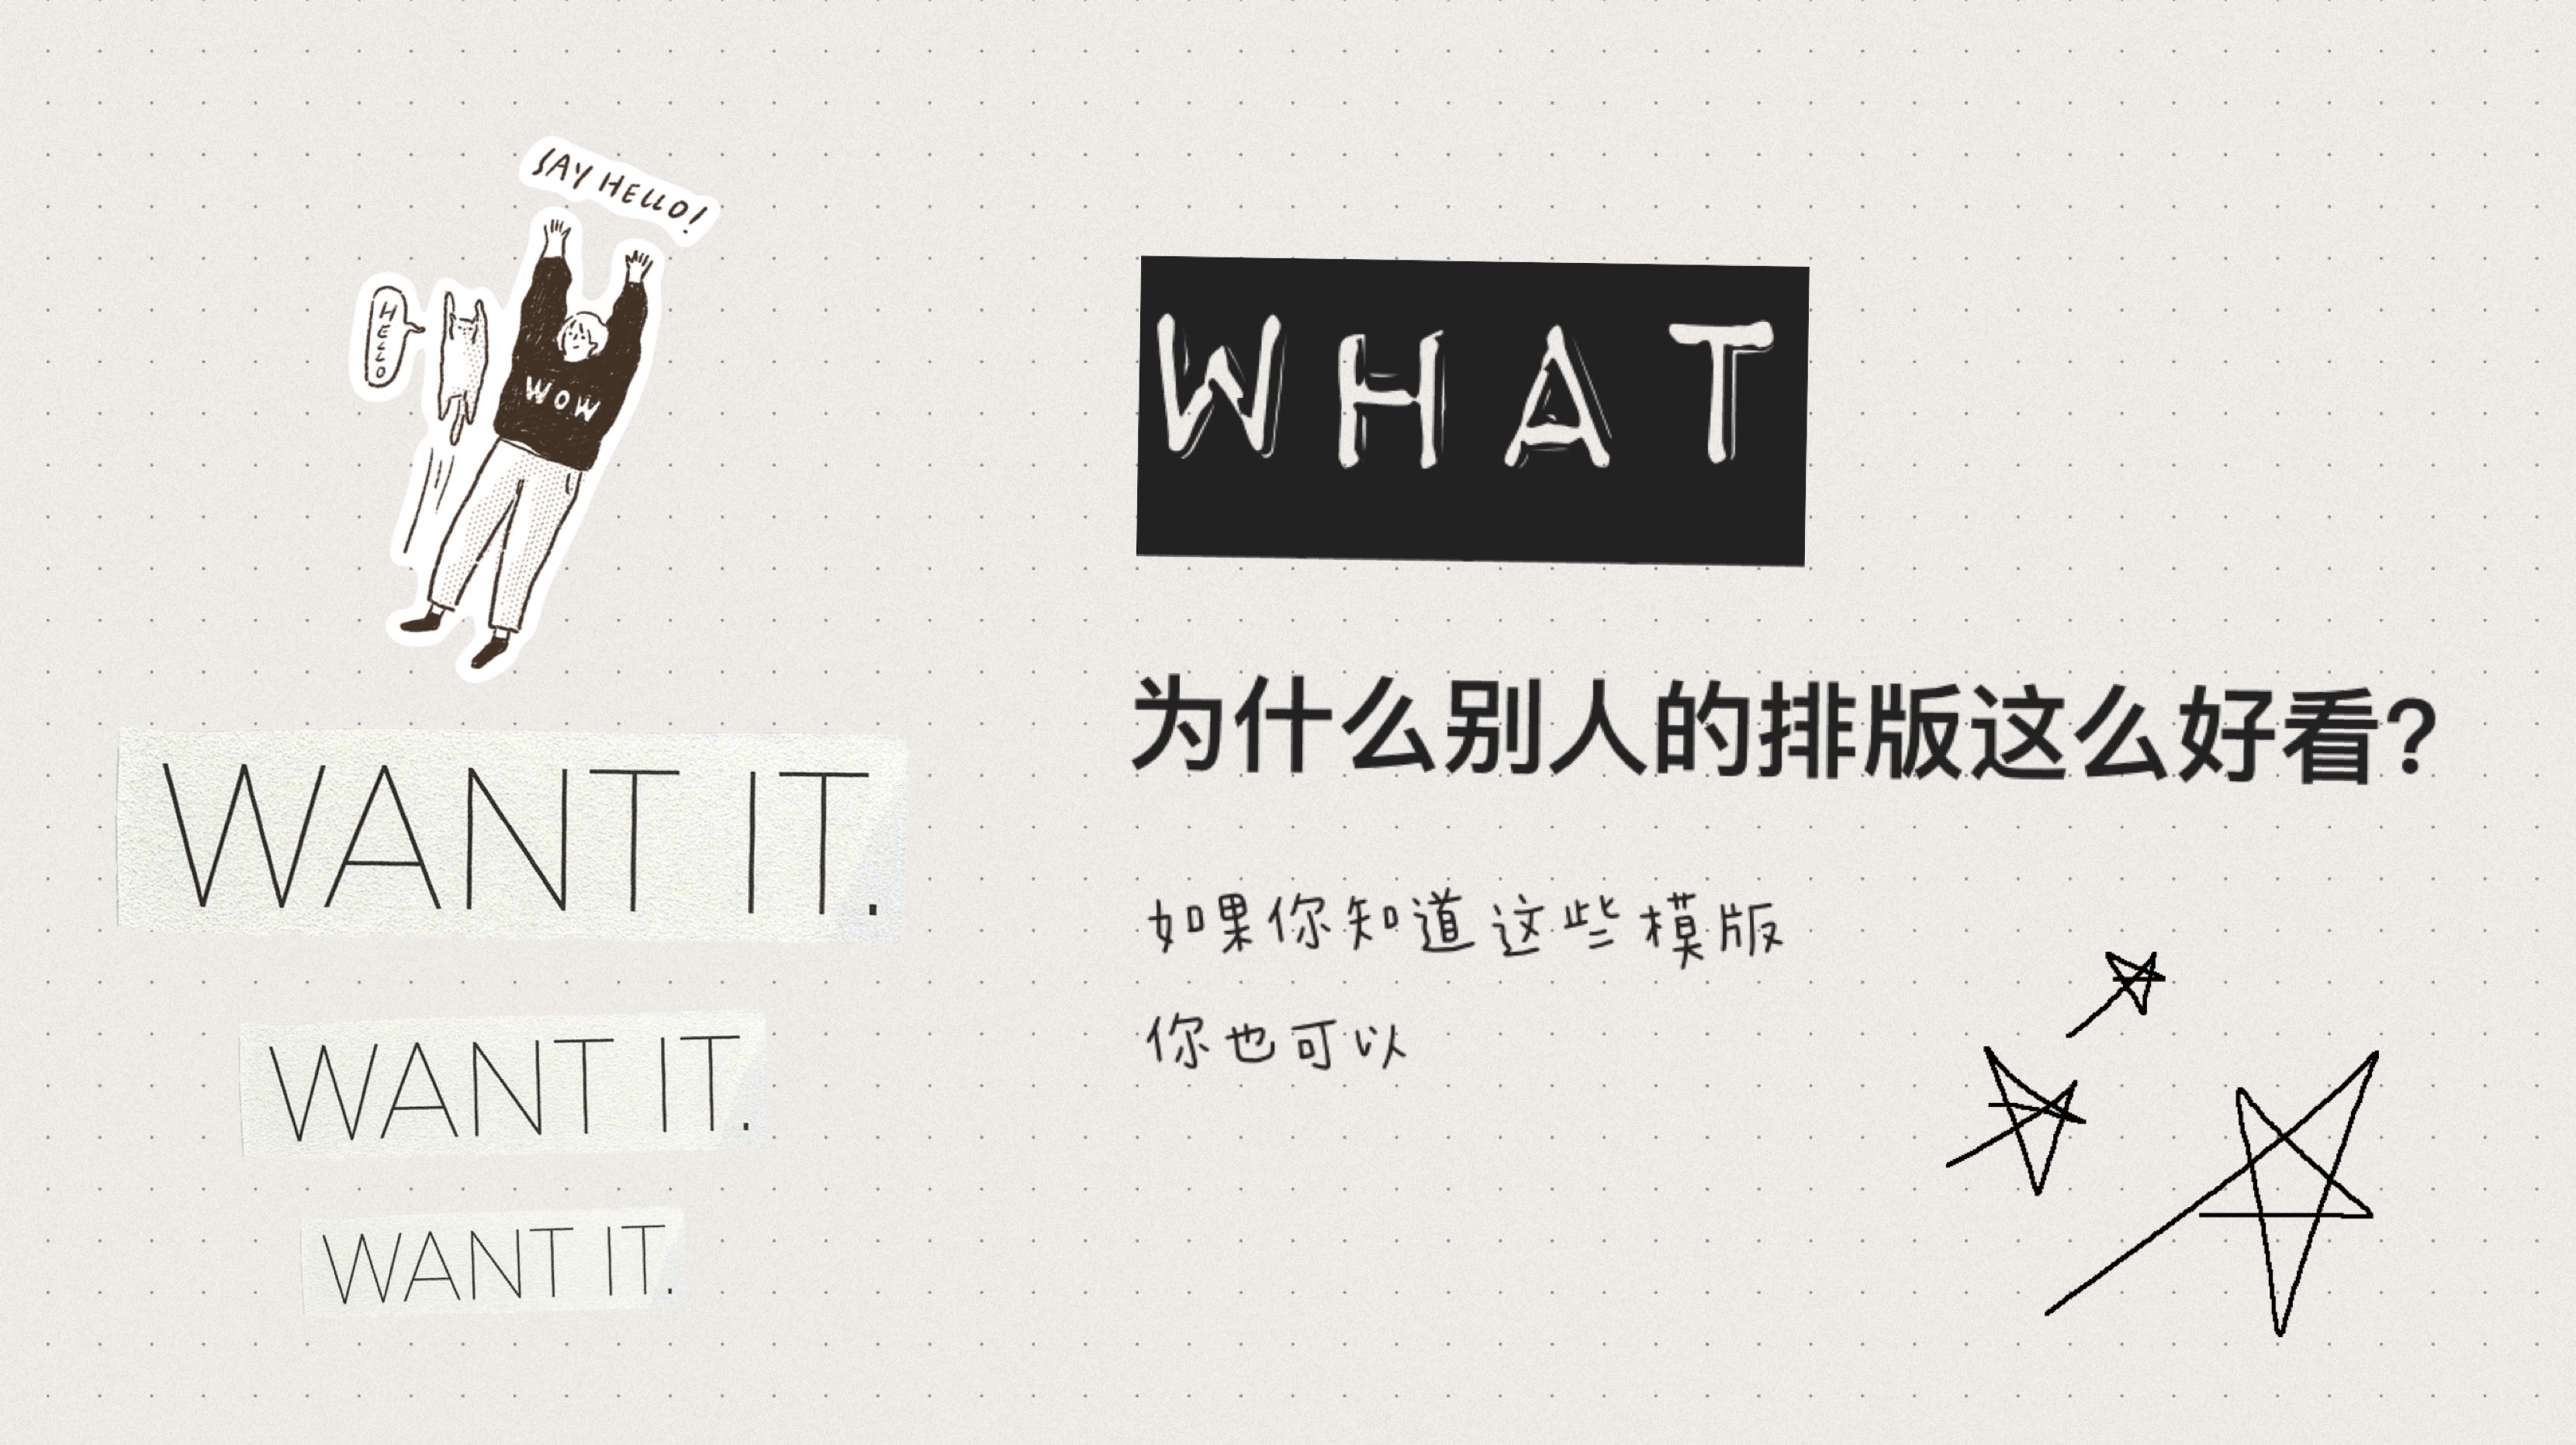 SAY HELLO!
HELLO
WOW
WANT IT.
WANT IT.
WANT IT.
WHAT
为什么别人的排版这么好看?
如果你知道这些模版
你也可以